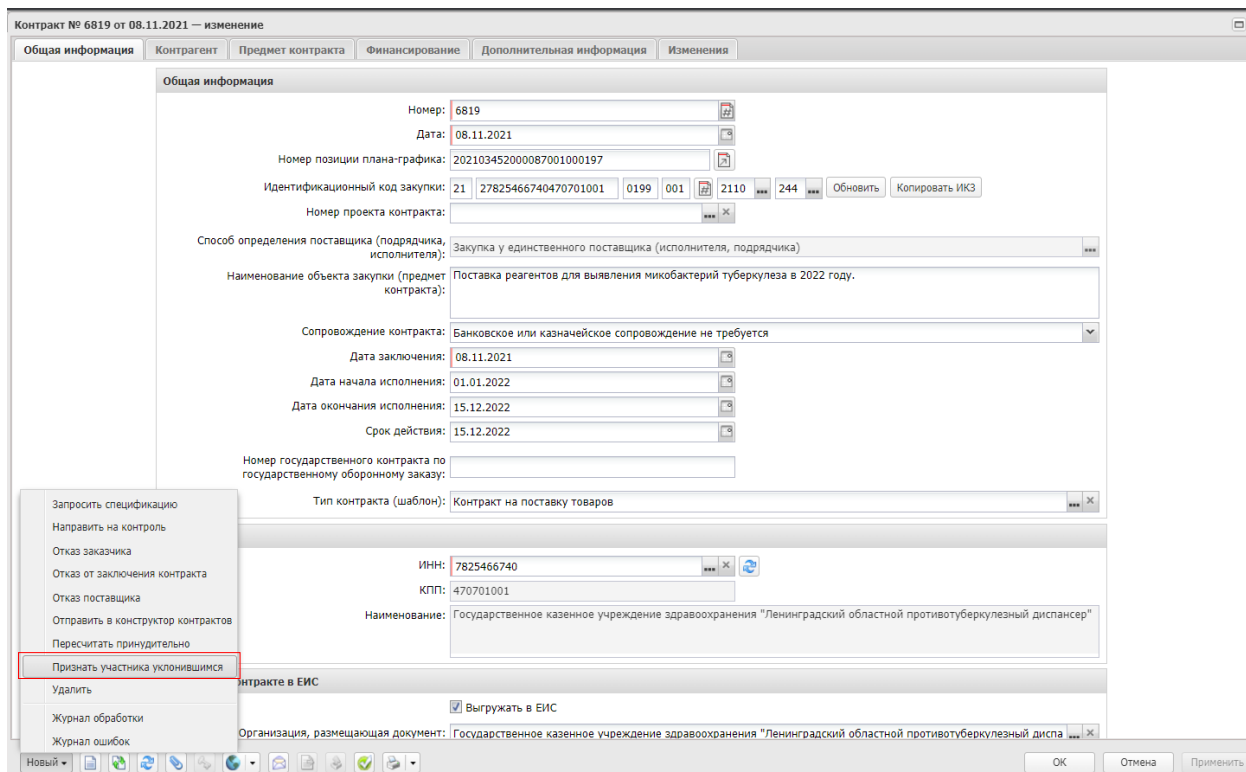 Контракт № 6819 от 08.11.2021 — изменение
Общая информация Контрагент Предмет контракта Финансирование Дополнительная информация Изменения
Общая информация
Номер: 6819
Дата: 08.11.2021
Номер позиции плана-графика: 202103452000087001000197
Идентификационный код закупки: 21 27825466740470701001 0199 001 2110 ... 244 ... Обновить Копировать ИКЗ
Номер проекта контракта:
Способ определения поставщика (подрядчика,
исполнителя): Закупка у единственного поставщика (исполнителя, подрядчика)
Наименование объекта закупки (предмет
контракта): Поставка реагентов для выявления микобактерий туберкулеза в 2022 году.
Сопровождение контракта: Банковское или казначейское сопровождение не требуется
Дата заключения: 08.11.2021
Дата начала исполнения: 01.01.2022
Дата окончания исполнения: 15.12.2022
Срок действия: 15.12.2022
Номер государственного контракта по
государственному оборонному заказу:
Тип контракта (шаблон): Контракт на поставку товаров
ИНН: 7825466740
КПП: 470701001
Наименование: Государственное казенное учреждение здравоохранения "Ленинградский областной противотуберкулезный диспансер"
онтракте в ЕИС
Выгружать в ЕИС
Организация, размещающая документ: Государственное казенное учреждение здравоохранения "Ленинградский областной противотуберкулезный диспа
Запросить спецификацию
Направить на контроль
Отказ заказчика
Отказ от заключения контракта
Отказ поставщика
Отправить в конструктор контрактов
Пересчитать принудительно
Признать участника уклонившимся
Удалить
Журнал обработки
Журнал ошибок
Новый ОК Отмена Применить